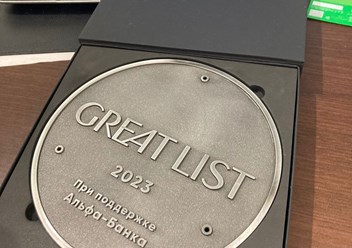 GREAT LIST
2023
При поддержке
Альфа-Банка